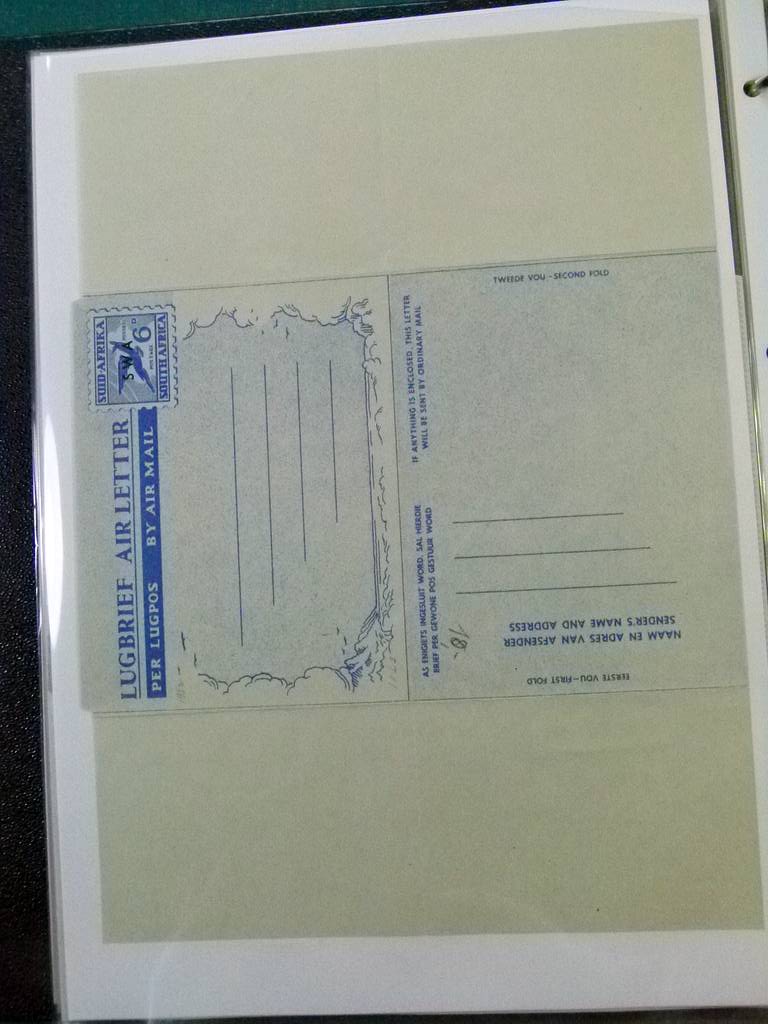 LUGBRIEF AIR LETTER
PER LUGPOS BY AIR MAIL
SUID-AFRIKA
SWA
POSTAGE
6D
SOUTH AFRICA
AS ENIGIETS INGESLUIT WORD, SAL HIERDIE
BRIEF PER GEWONE POS GESTUUR WORD
IF ANYTHING IS ENCLOSED, THIS LETTER
WILL BE SENT BY ORDINARY MAIL
TWEEDE VOU - SECOND FOLD
NAAM EN ADRES VAN AFSENDER
SENDER'S NAME AND ADDRESS
EERSTE VOU - FIRST FOLD